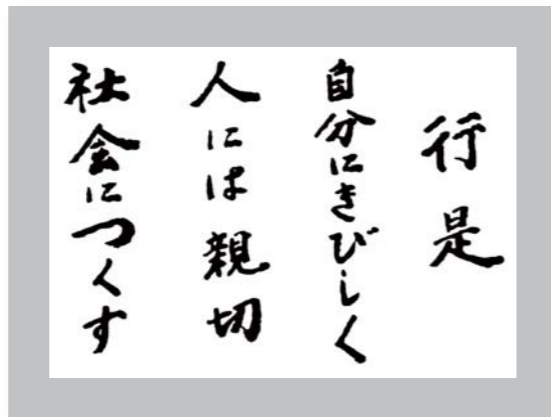 行是
自分にきびしく
人には親切
社会につくす